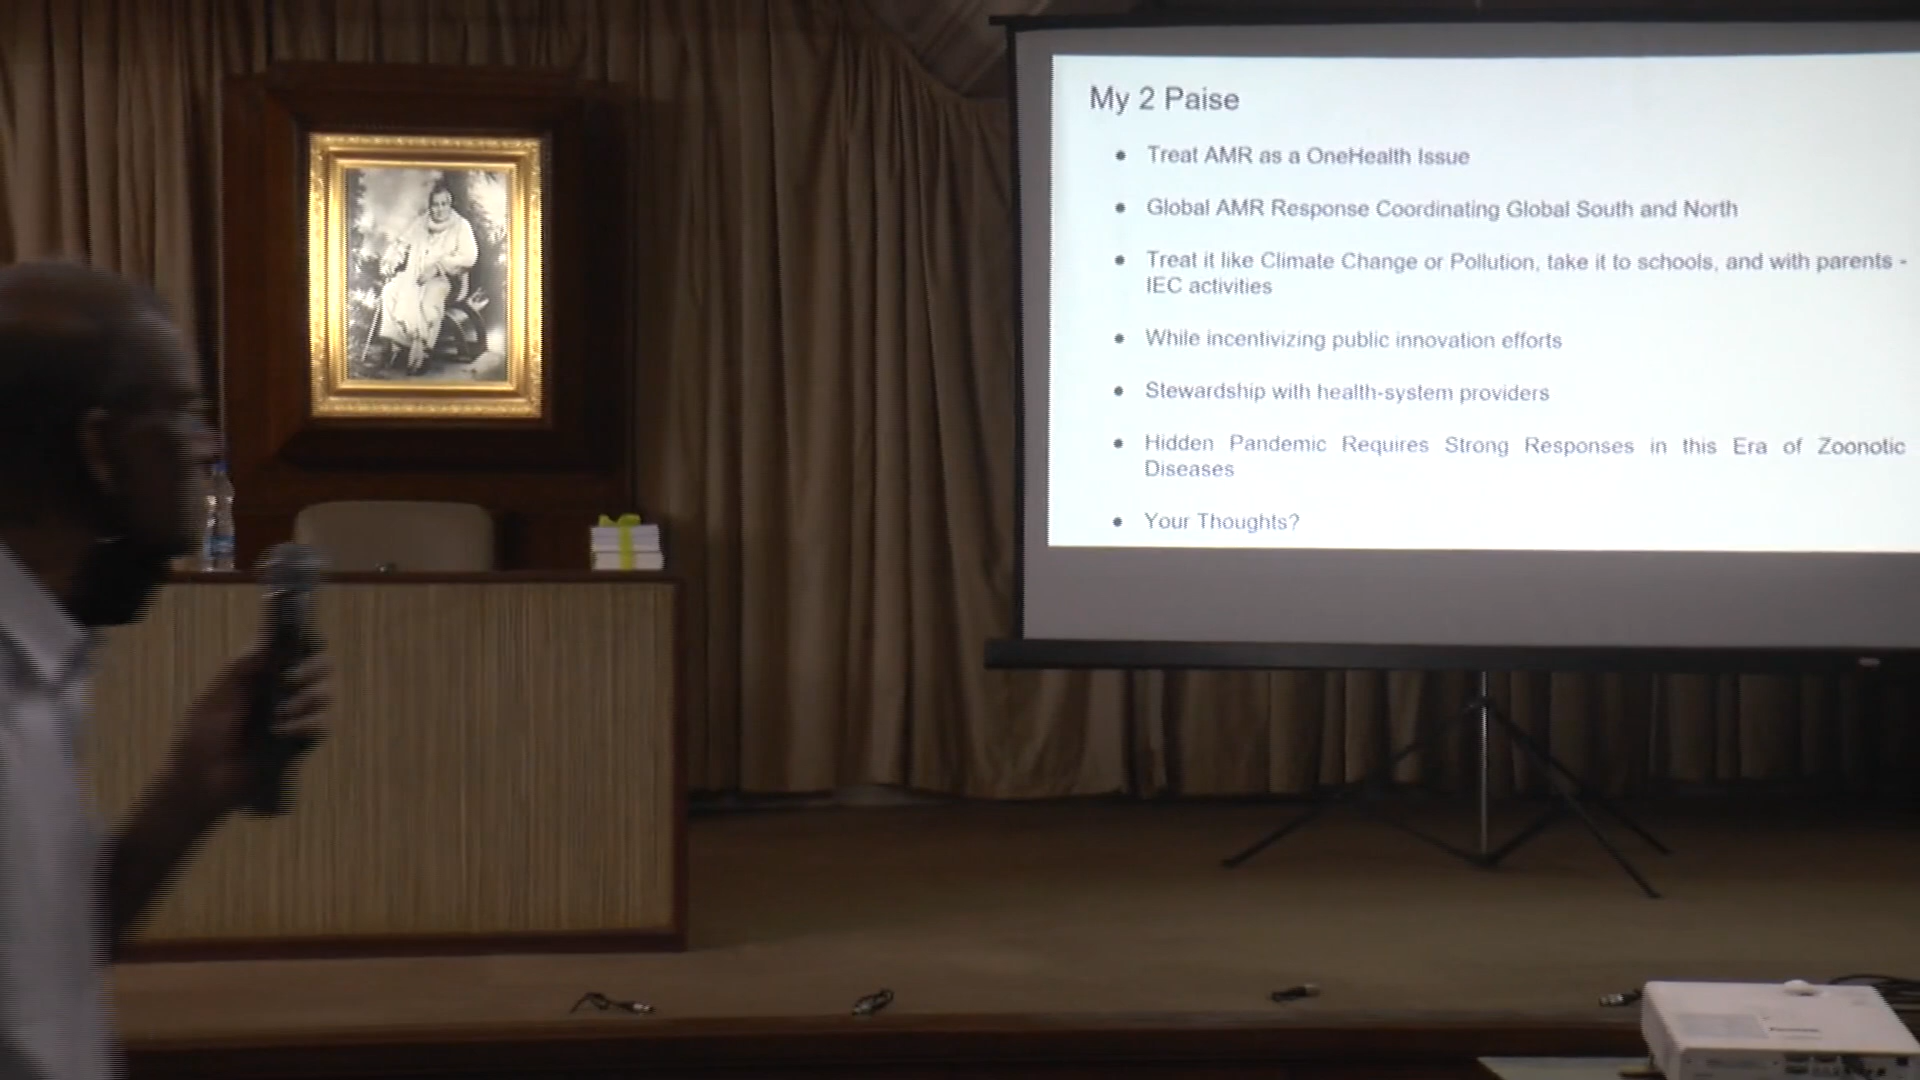 My 2 Paise
● Treat AMR as a OneHealth Issue
● Global AMR Response Coordinating Global South and North
● Treat it like Climate Change or Pollution, take it to schools, and with parents -
IEC activities
● While incentivizing public innovation efforts
● Stewardship with health-system providers
● Hidden Pandemic Requires Strong Responses in this Era of Zoonotic
Diseases
● Your Thoughts?